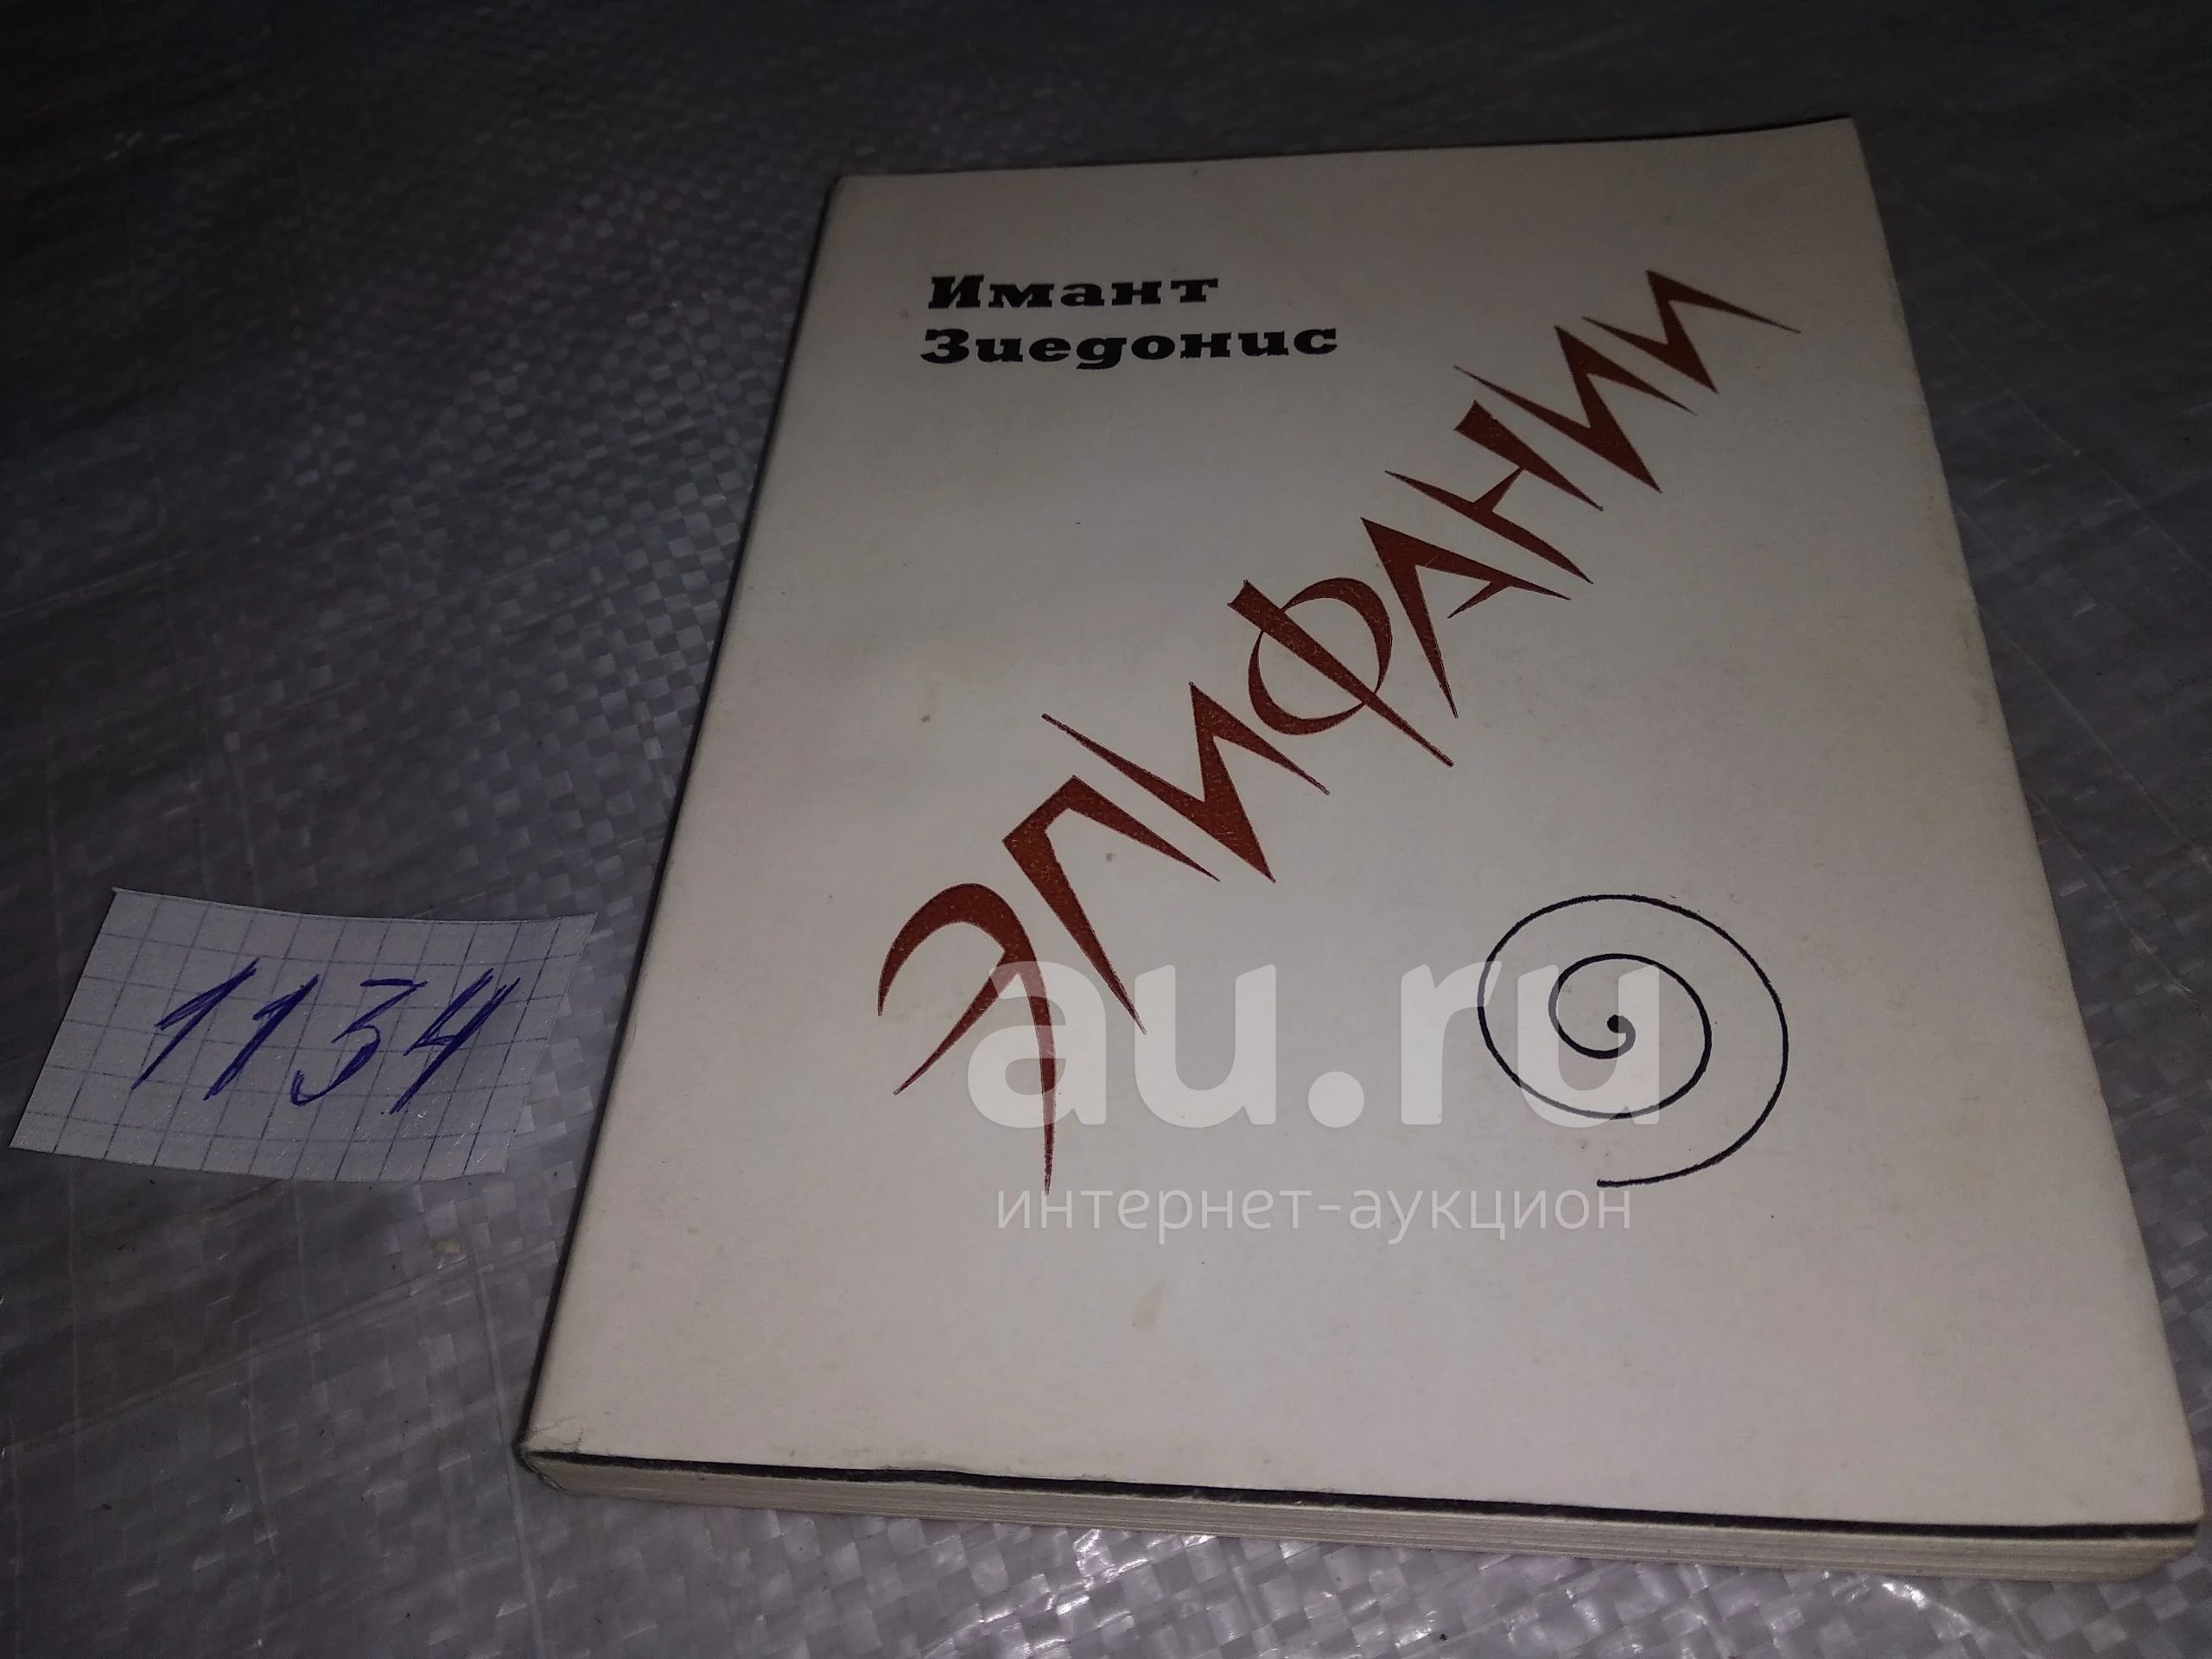 Имант
Зиедонис
ЭПИФАНИИ
1134
au.ru
интернет-аукцион